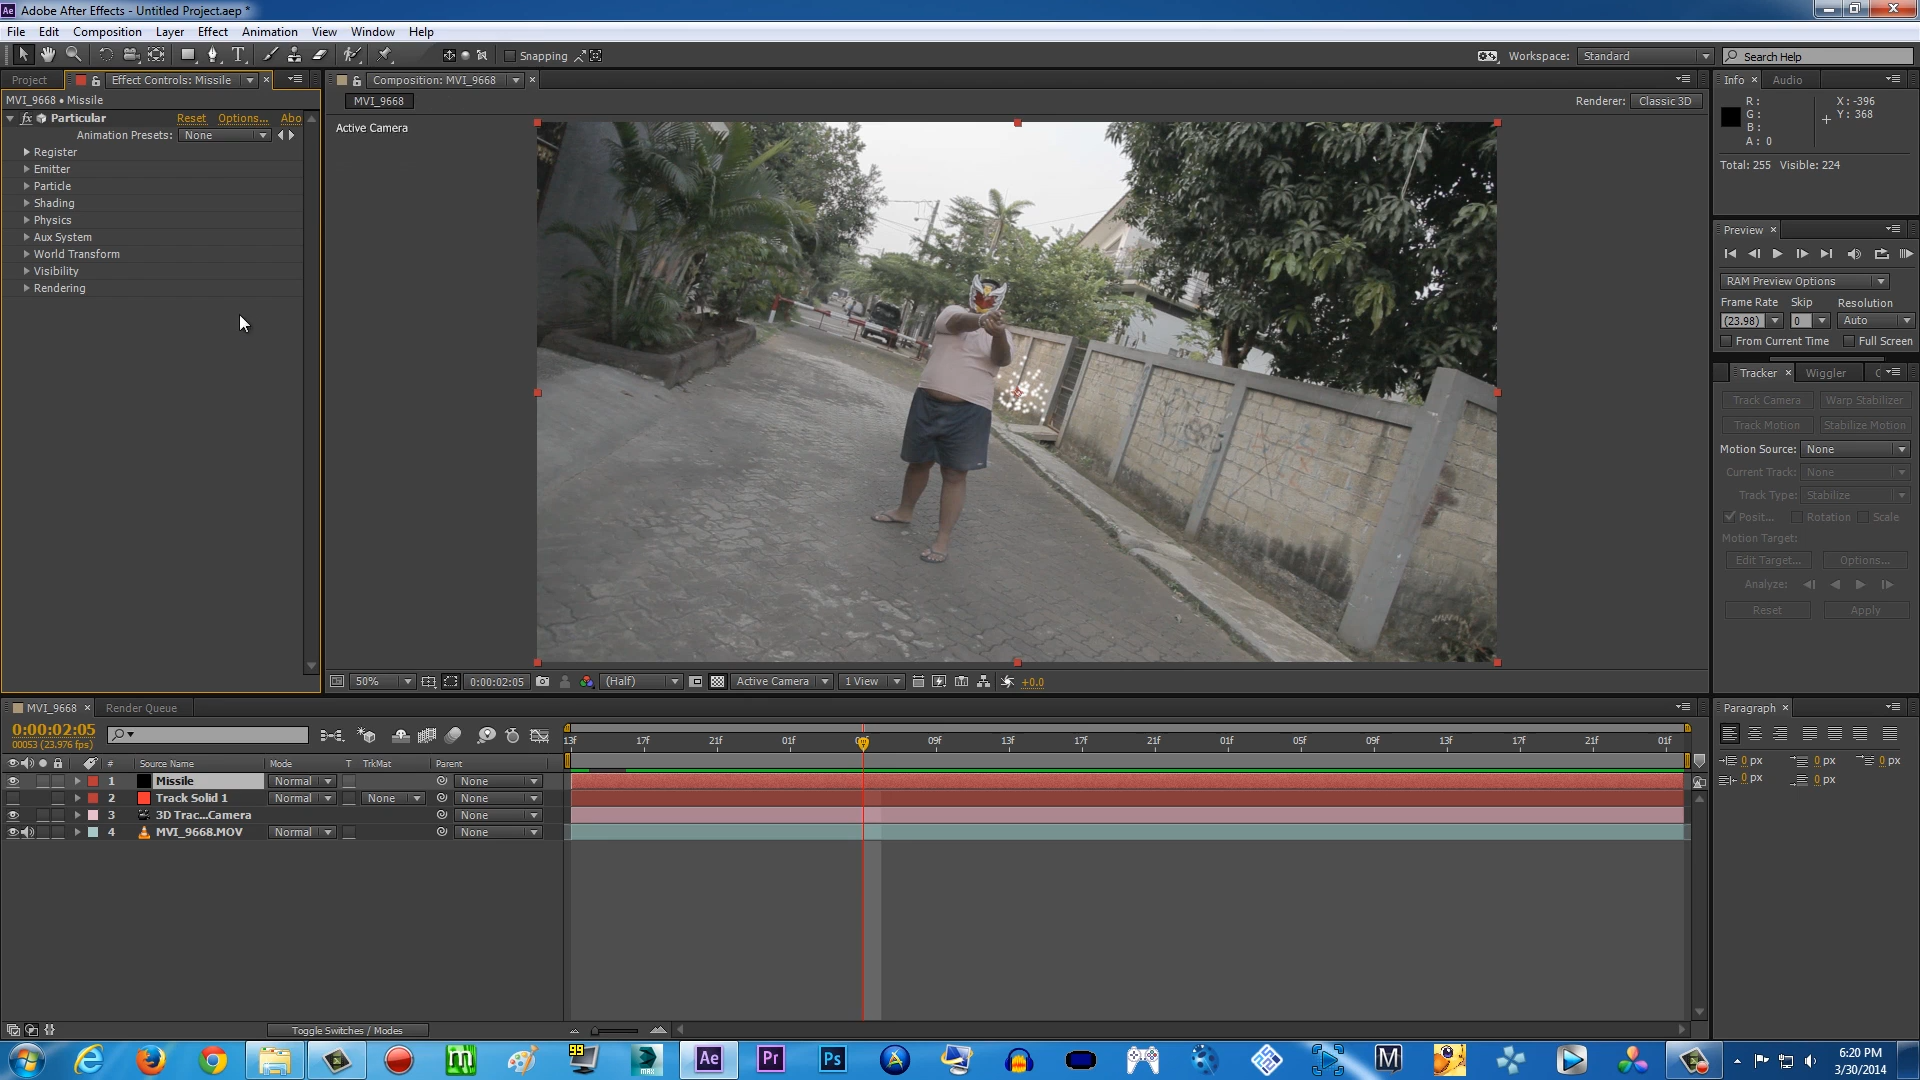 Adobe After Effects - Untitled Project.aep *
File Edit Composition Layer Effect Animation View Window Help
Snapping
Workspace: Standard
Search Help
Project
Effect Controls: Missile
MVI_9668 • Missile
fx Particular Reset Options... Abo
Animation Presets: None
Register
Emitter
Particle
Shading
Physics
Aux System
World Transform
Visibility
Rendering
Composition: MVI_9668
MVI_9668
Renderer: Classic 3D
Active Camera
50%
0:00:02:05
(Half)
Active Camera
1 View
+0.0
Info Audio
R:
G:
B:
A: 0
X: -396
Y: 368
Total: 255 Visible: 224
Preview
RAM Preview Options
Frame Rate Skip Resolution
(23.98) 0 Auto
From Current Time Full Screen
Tracker Wiggler
Track Camera Warp Stabilizer
Track Motion Stabilize Motion
Motion Source: None
Current Track: None
Track Type: Stabilize
Posit... Rotation Scale
Motion Target:
Edit Target... Options...
Analyze:
Reset Apply
MVI_9668 Render Queue
0:00:02:05
00053 (23.976 fps)
13f 17f 21f 01f 09f 13f 17f 21f 01f 05f 09f 13f 17f 21f 01f
# Source Name Mode T TrkMat Parent
1 Missile Normal None
2 Track Solid 1 Normal None None
3 3D Trac...Camera None
4 MVI_9668.MOV Normal None
Toggle Switches / Modes
Paragraph
0 px 0 px 0 px
0 px 0 px
99
MAX
Ae Pr Ps
M
6:20 PM
3/30/2014